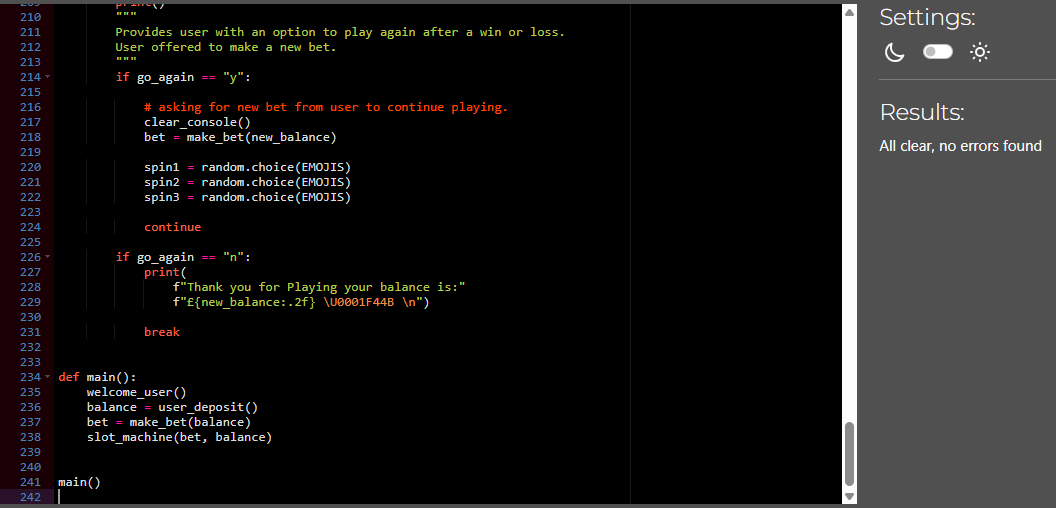 209 print()
210 """
211 Provides user with an option to play again after a win or loss.
212 User offered to make a new bet.
213 """
214 if go_again == "y":
215
216 # asking for new bet from user to continue playing.
217 clear_console()
218 bet = make_bet(new_balance)
219
220 spin1 = random.choice(EMOJIS)
221 spin2 = random.choice(EMOJIS)
222 spin3 = random.choice(EMOJIS)
223
224 continue
225
226 if go_again == "n":
227 print(
228 f"Thank you for Playing your balance is:"
229 f"£{new_balance:.2f} \U0001F44B \n")
230
231 break
232
233
234 def main():
235 welcome_user()
236 balance = user_deposit()
237 bet = make_bet(balance)
238 slot_machine(bet, balance)
239
240
241 main()
242
Settings:
Results:
All clear, no errors found